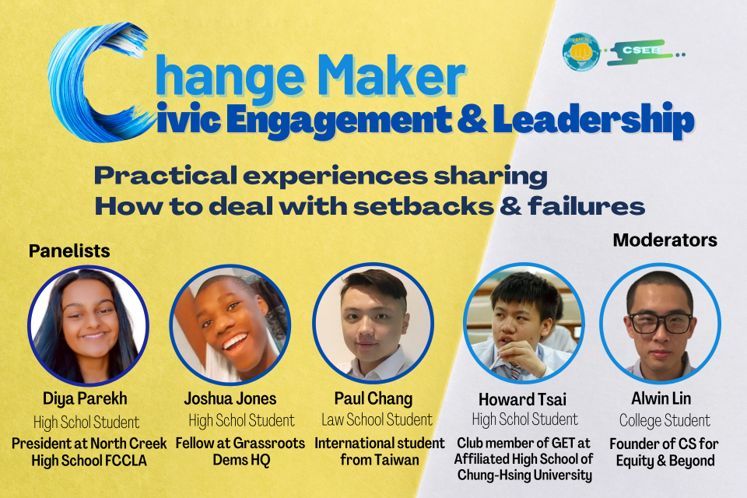 Change Maker
Civic Engagement & Leadership
CSEB
Practical experiences sharing
How to deal with setbacks & failures
Panelists
Moderators
Diya Parekh
High Schol Student
President at North Creek
High School FCCLA
Joshua Jones
High Schol Student
Fellow at Grassroots
Dems HQ
Paul Chang
Law School Student
International student
from Taiwan
Howard Tsai
High Schol Student
Club member of GET at
Affiliated High School of
Chung-Hsing University
Alwin Lin
College Student
Founder of CS for
Equity & Beyond